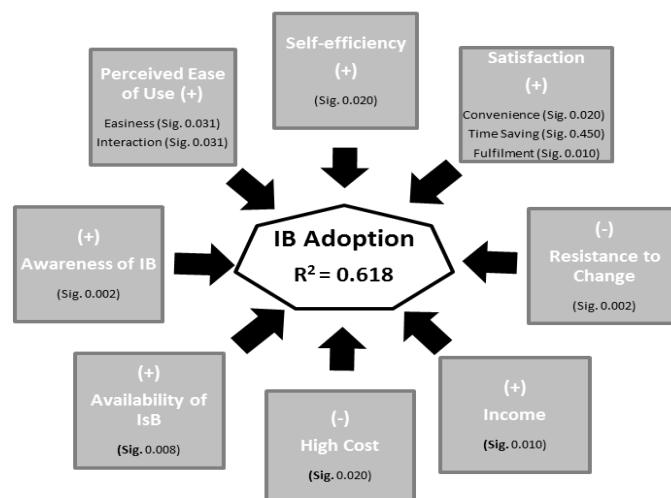 Self-efficiency
(+)
(Sig. 0.020)
Perceived Ease
of Use (+)
Easiness (Sig. 0.031)
Interaction (Sig. 0.031)
Satisfaction
(+)
Convenience (Sig. 0.020)
Time Saving (Sig. 0.450)
Fulfilment (Sig. 0.010)
(+)
Awareness of IB
(Sig. 0.002)
IB Adoption
R² = 0.618
(-)
Resistance to
Change
(Sig. 0.002)
(+)
Availability of
IsB
(Sig. 0.008)
(-)
High Cost
(Sig. 0.020)
(+)
Income
(Sig. 0.010)